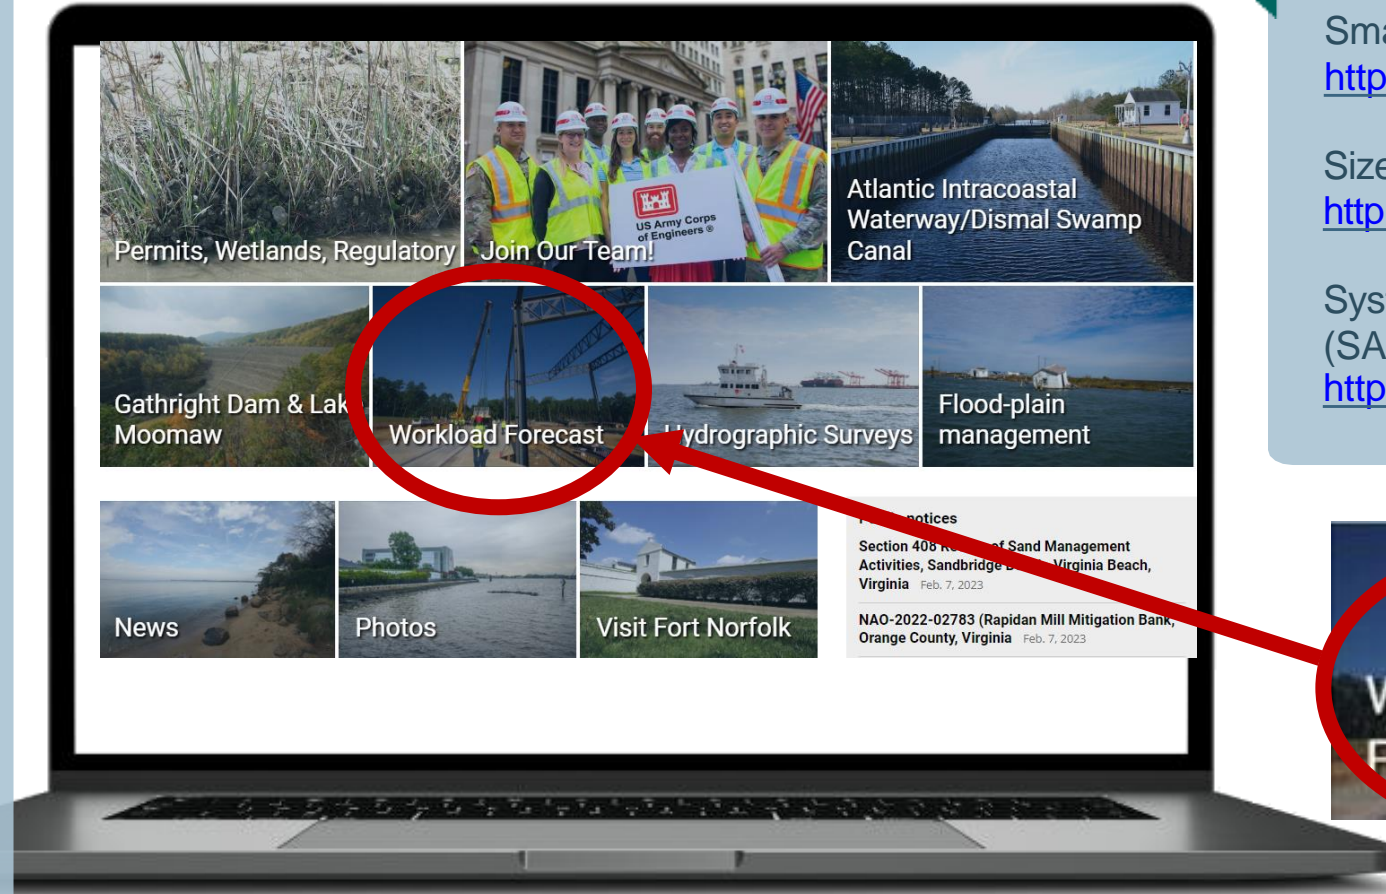 Permits, Wetlands, Regulatory
US Army Corps
of Engineers ®
Join Our Team!
Atlantic Intracoastal
Waterway/Dismal Swamp
Canal
Gathright Dam & Lak
Moomaw
Workload Forecast
Hydrographic Surveys
Flood-plain
management
News
Photos
Visit Fort Norfolk
notices
Section 408 of Sand Management
Activities, Sandbridge Virginia Beach,
Virginia Feb. 7, 2023
NAO-2022-02783 (Rapidan Mill Mitigation Bank,
Orange County, Virginia Feb. 7, 2023
Sma
http
Size
http
Sys
(SA
http